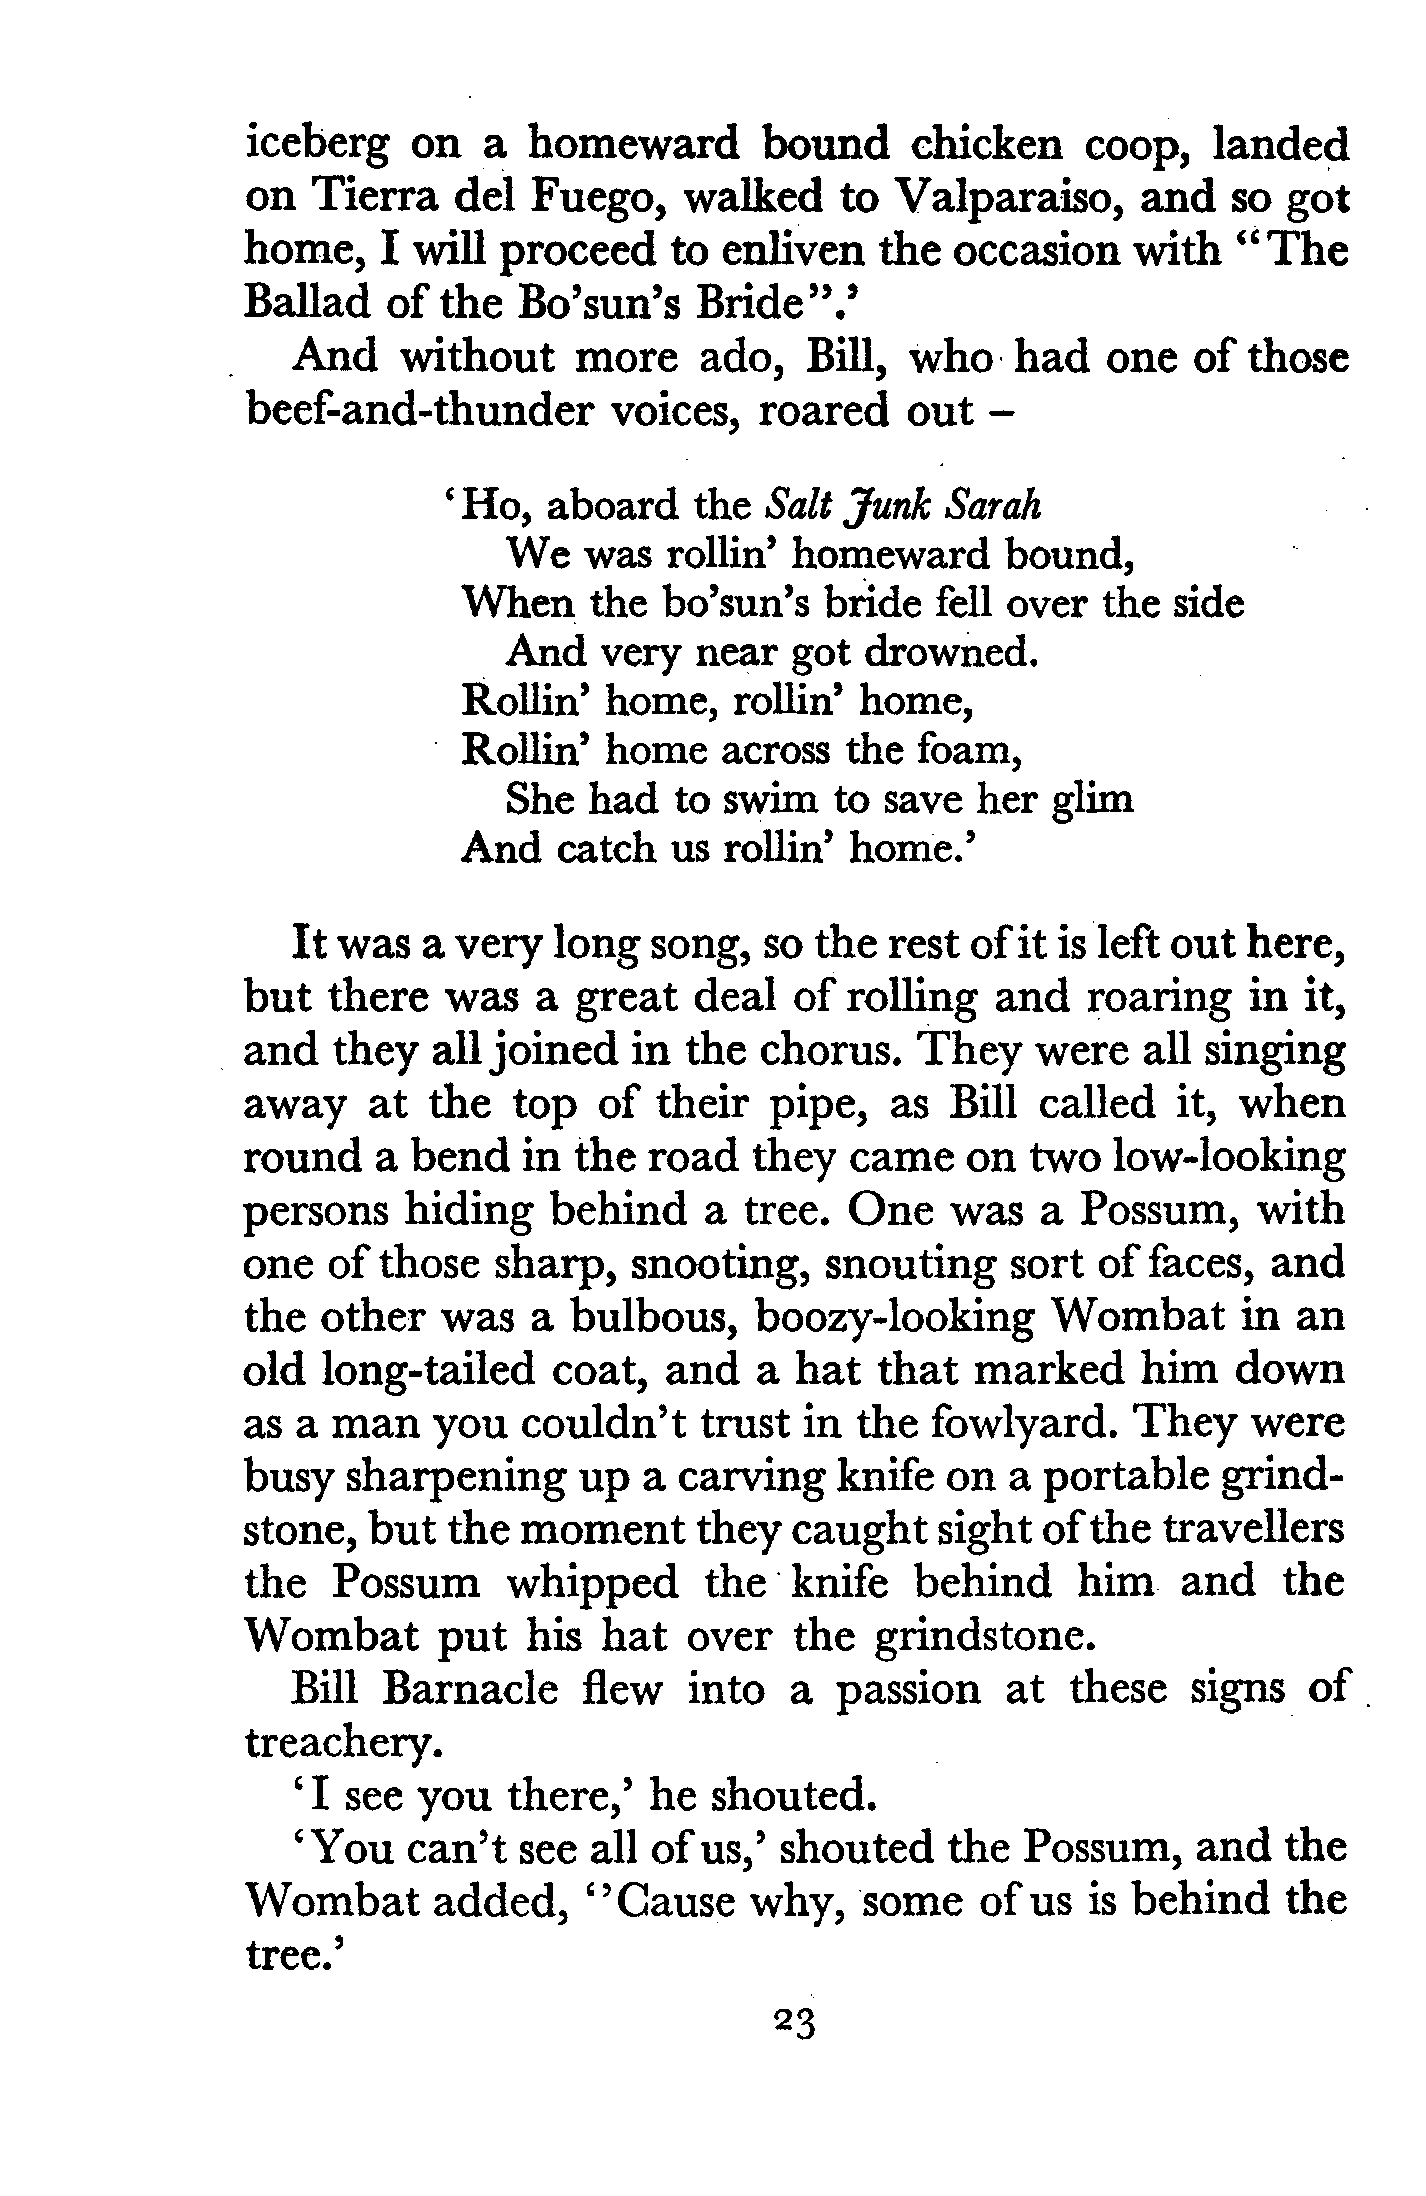 iceberg on a homeward bound chicken coop, landed
on Tierra del Fuego, walked to Valparaiso, and so got
home, I will proceed to enliven the occasion with “The
Ballad of the Bo’sun’s Bride”.’
And without more ado, Bill, who had one of those
beef-and-thunder voices, roared out –
‘Ho, aboard the Salt Junk Sarah
We was rollin’ homeward bound,
When the bo’sun’s bride fell over the side
And very near got drowned.
Rollin’ home, rollin’ home,
Rollin’ home across the foam,
She had to swim to save her glim
And catch us rollin’ home.’
It was a very long song, so the rest of it is left out here,
but there was a great deal of rolling and roaring in it,
and they all joined in the chorus. They were all singing
away at the top of their pipe, as Bill called it, when
round a bend in the road they came on two low-looking
persons hiding behind a tree. One was a Possum, with
one of those sharp, snooting, snouting sort of faces, and
the other was a bulbous, boozy-looking Wombat in an
old long-tailed coat, and a hat that marked him down
as a man you couldn’t trust in the fowlyard. They were
busy sharpening up a carving knife on a portable grind-
stone, but the moment they caught sight of the travellers
the Possum whipped the knife behind him and the
Wombat put his hat over the grindstone.
Bill Barnacle flew into a passion at these signs of
treachery.
‘I see you there,’ he shouted.
‘You can’t see all of us,’ shouted the Possum, and the
Wombat added, ‘’Cause why, some of us is behind the
tree.’
23